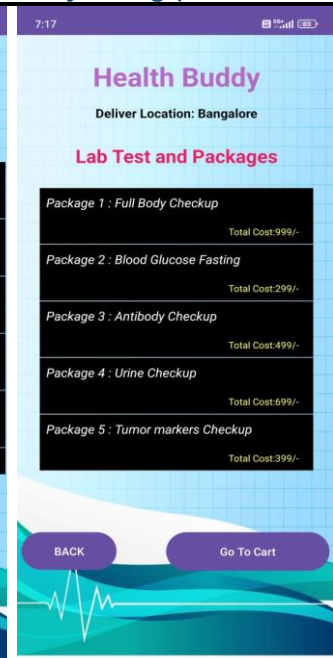 7:17
83
Health Buddy
Deliver Location: Bangalore
Lab Test and Packages
Package 1 : Full Body Checkup
Total Cost:999/-
Package 2 : Blood Glucose Fasting
Total Cost:299/-
Package 3 : Antibody Checkup
Total Cost:499/-
Package 4 : Urine Checkup
Total Cost:699/-
Package 5 : Tumor markers Checkup
Total Cost:399/-
BACK
Go To Cart